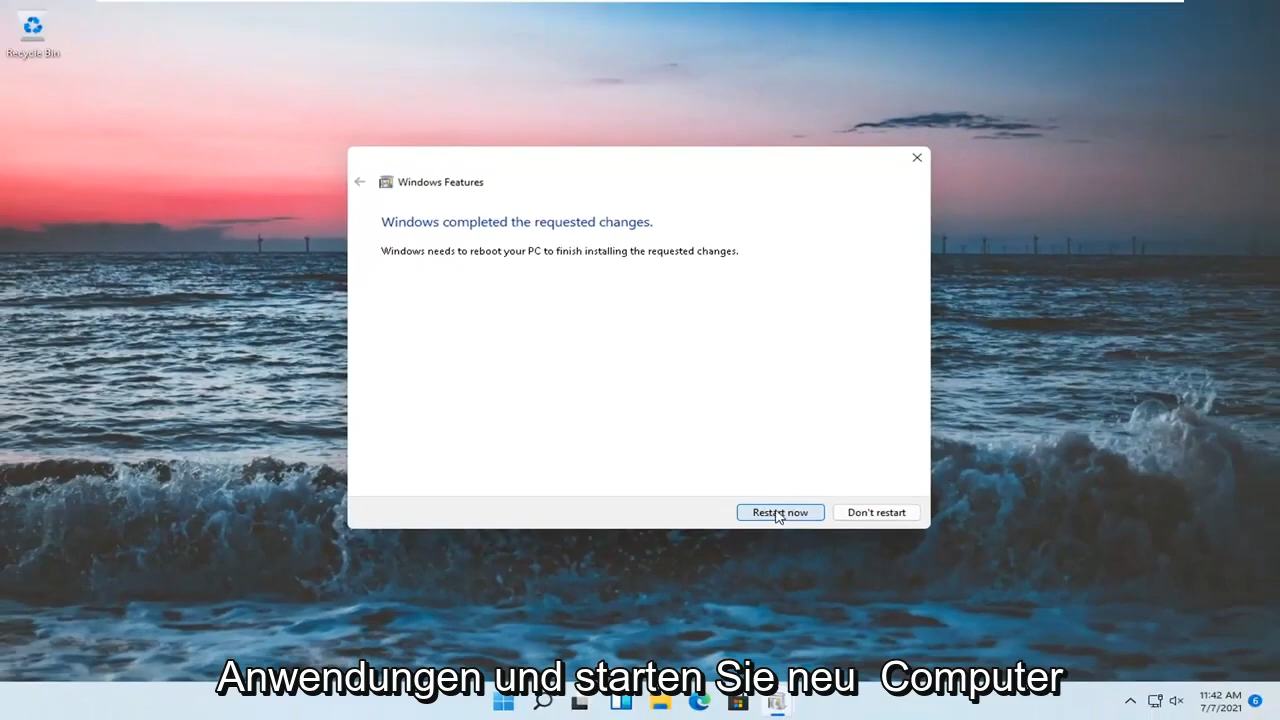 Recycle Bin
Windows Features
Windows completed the requested changes.
Windows needs to reboot your PC to finish installing the requested changes.
Restart now
Don't restart
Anwendungen und starten Sie neu Computer
11:42 AM
7/7/2021
6